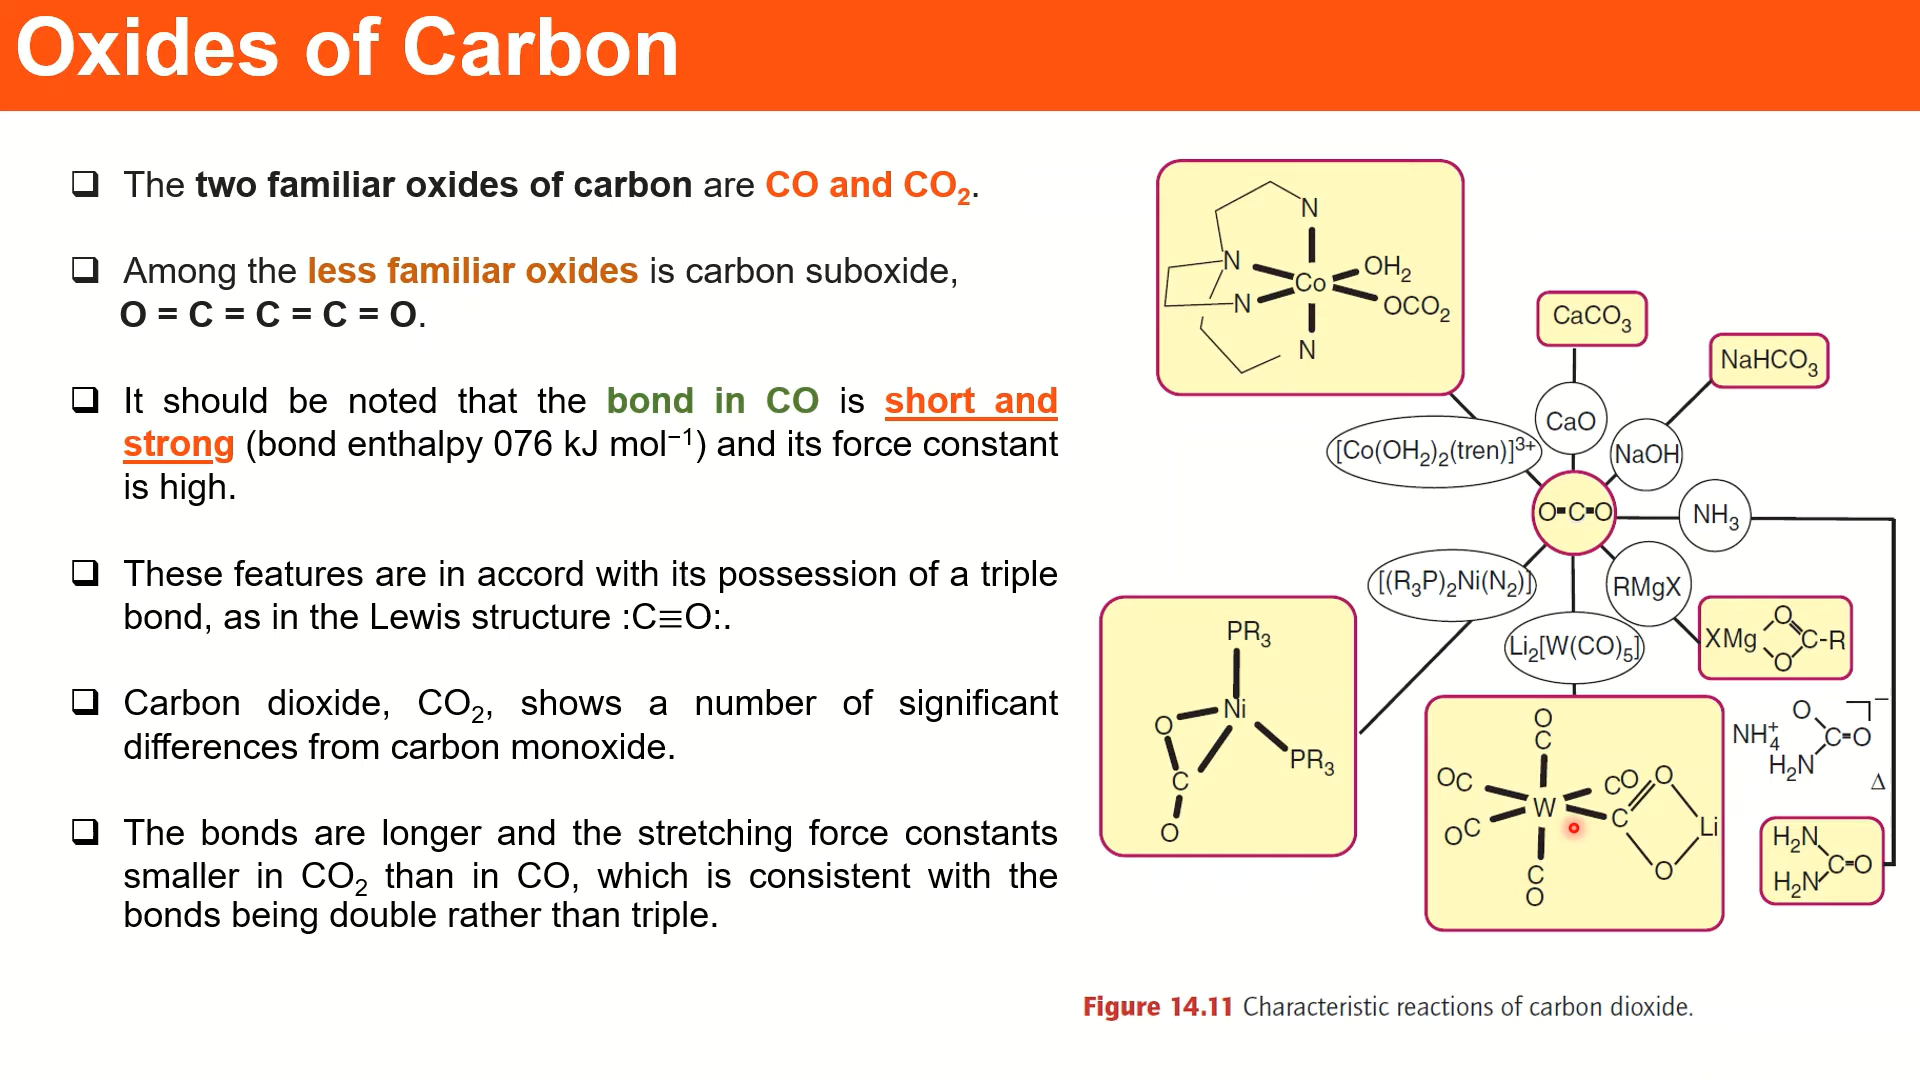 Oxides of Carbon
❑ The two familiar oxides of carbon are CO and CO₂.
❑ Among the less familiar oxides is carbon suboxide,
O = C = C = C = O.
❑ It should be noted that the bond in CO is short and
strong (bond enthalpy 076 kJ mol⁻¹) and its force constant
is high.
❑ These features are in accord with its possession of a triple
bond, as in the Lewis structure :C≡O:.
❑ Carbon dioxide, CO₂, shows a number of significant
differences from carbon monoxide.
❑ The bonds are longer and the stretching force constants
smaller in CO₂ than in CO, which is consistent with the
bonds being double rather than triple.
N
N
Co
OH₂
N
OCO₂
N
CaCO₃
NaHCO₃
CaO
[Co(OH₂)₂(tren)]³⁺
NaOH
O=C=O
NH₃
[(R₃P)₂Ni(N₂)]
RMgX
Li₂[W(CO)₅]
XMg
O
C-R
O
PR₃
Ni
O
PR₃
C
O
O
C
OC
CO
O
W
C
Li
OC
O
C
O
NH₄⁺
O
C=O
H₂N
−
Δ
H₂N
C=O
H₂N
Figure 14.11 Characteristic reactions of carbon dioxide.